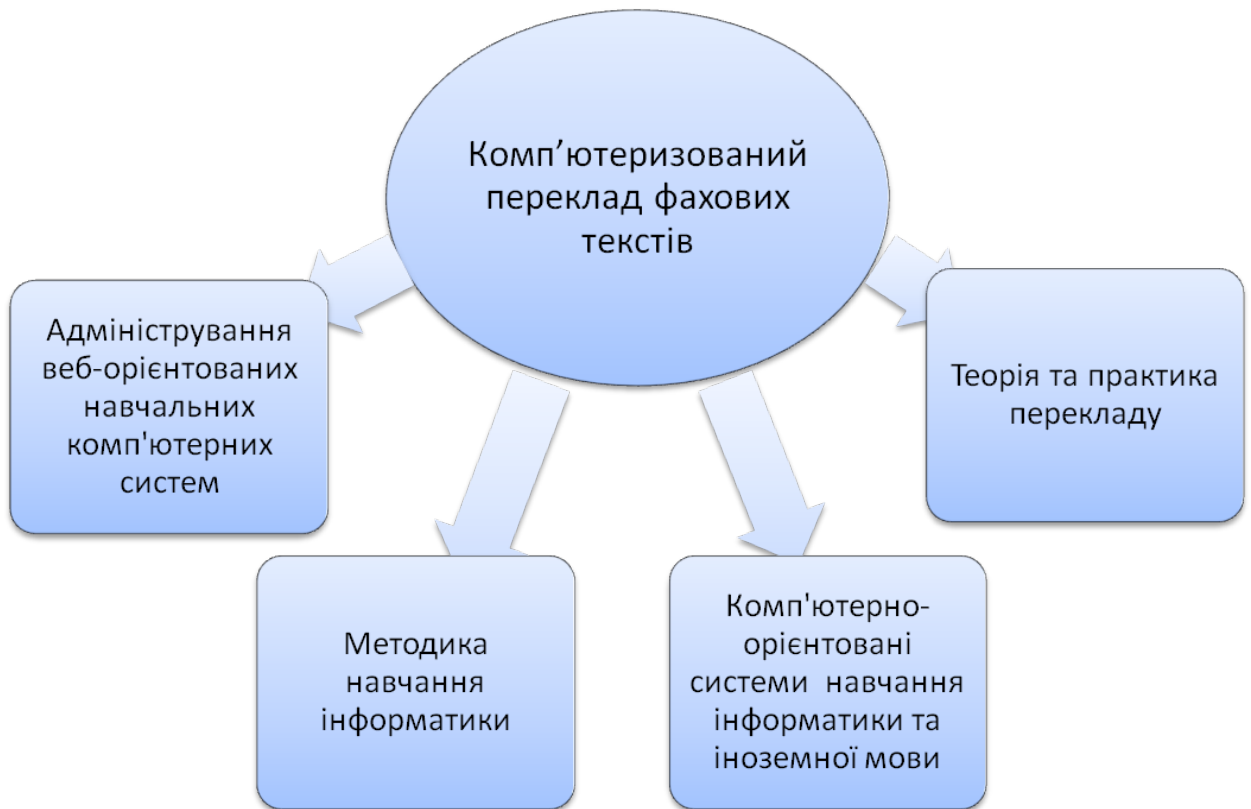 Комп’ютеризований
переклад фахових
текстів
Адміністрування
веб-орієнтованих
навчальних
комп'ютерних
систем
Методика
навчання
інформатики
Комп'ютерно-
орієнтовані
системи  навчання
інформатики та
іноземної мови
Теорія та практика
перекладу